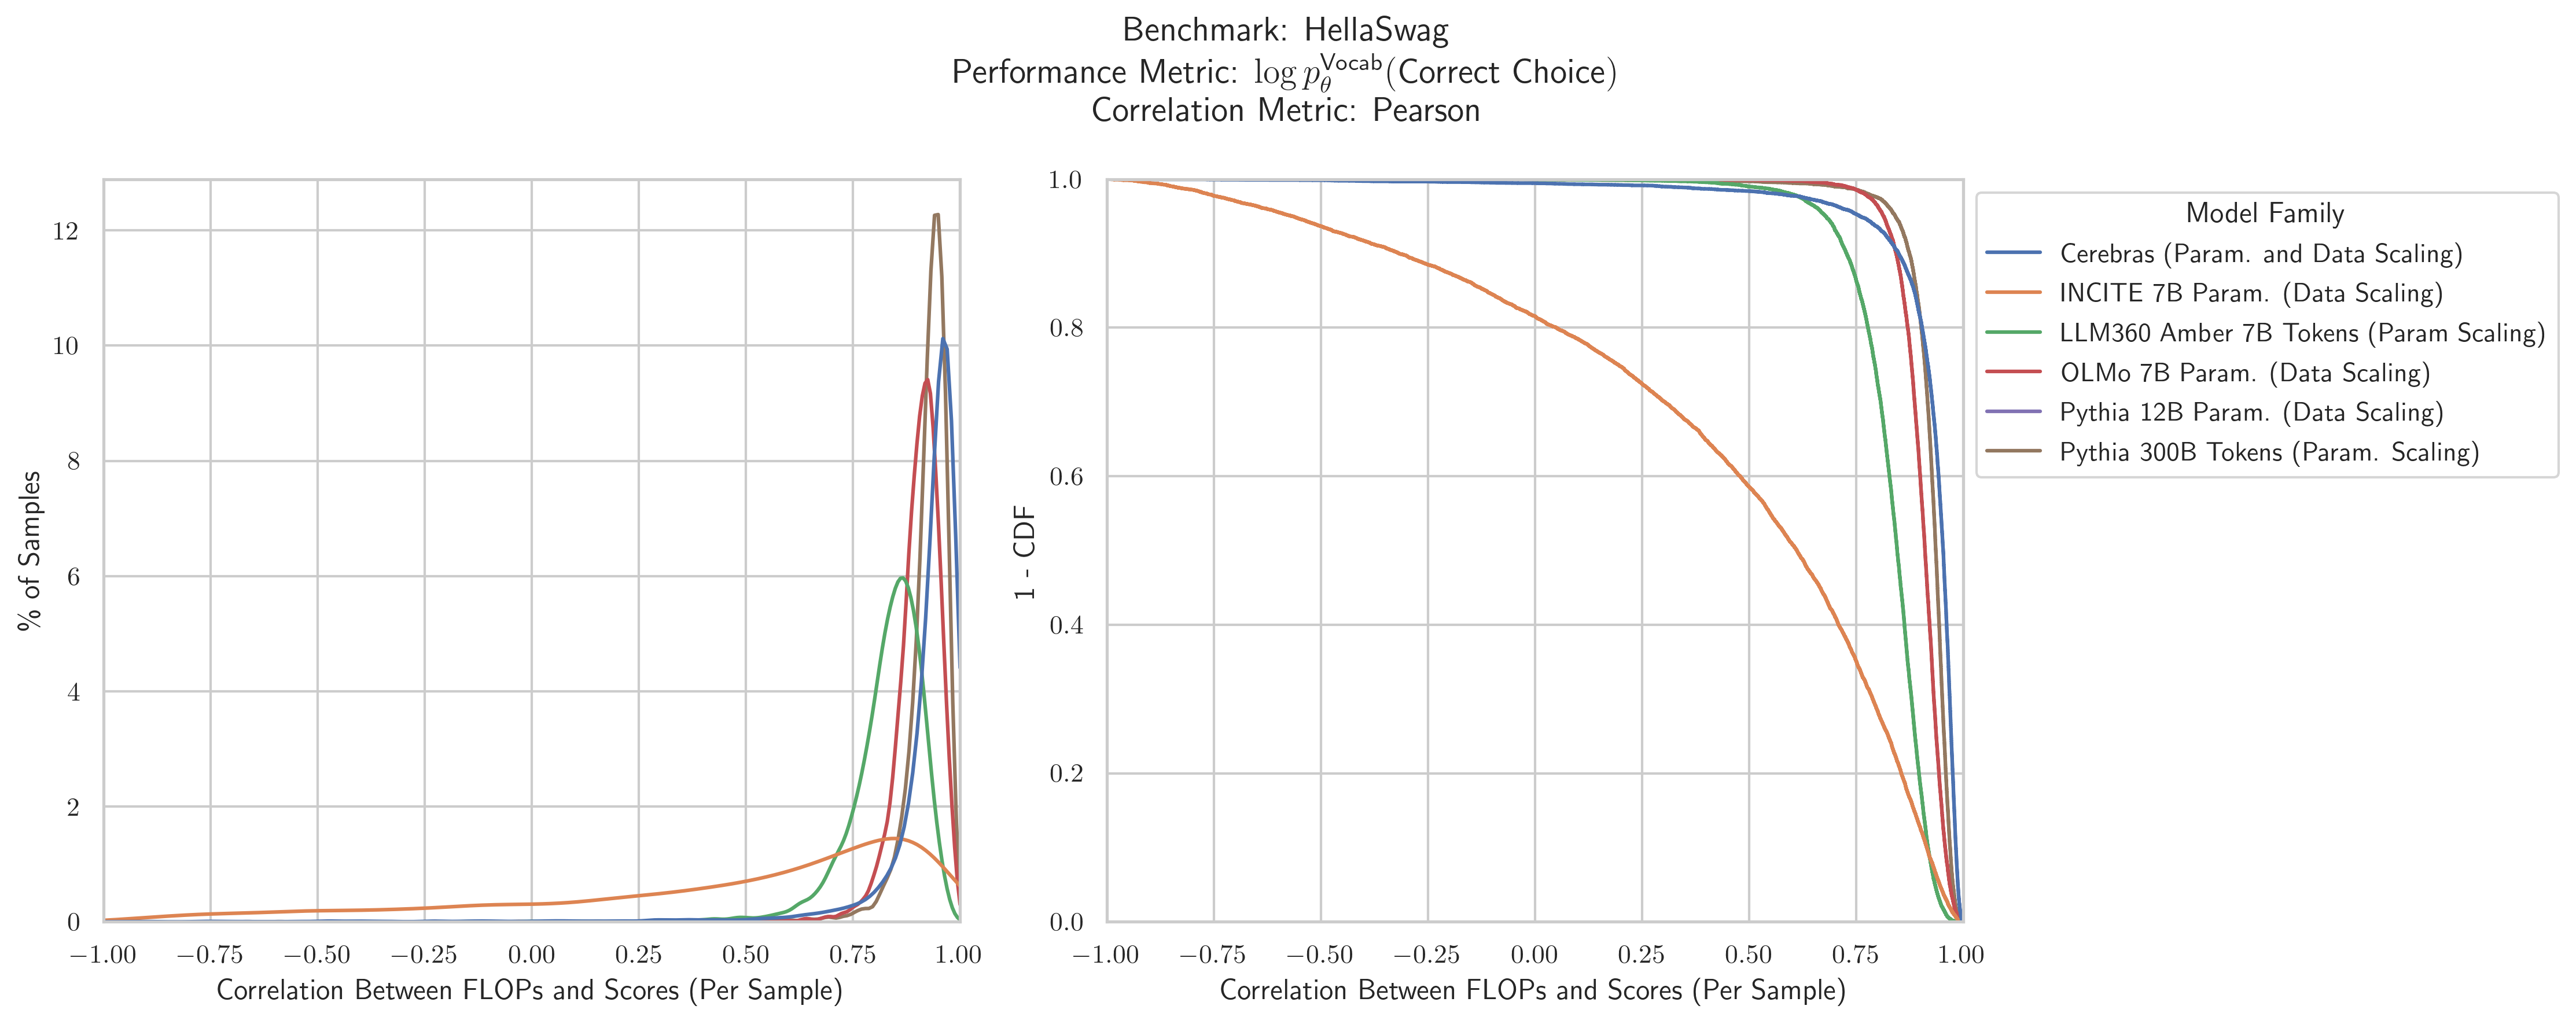 Benchmark: HellaSwag
Performance Metric: log p_θ^Vocab(Correct Choice)
Correlation Metric: Pearson
% of Samples
12
10
8
6
4
2
0
−1.00 −0.75 −0.50 −0.25 0.00 0.25 0.50 0.75 1.00
Correlation Between FLOPs and Scores (Per Sample)
1 - CDF
1.0
0.8
0.6
0.4
0.2
0.0
−1.00 −0.75 −0.50 −0.25 0.00 0.25 0.50 0.75 1.00
Correlation Between FLOPs and Scores (Per Sample)
Model Family
Cerebras (Param. and Data Scaling)
INCITE 7B Param. (Data Scaling)
LLM360 Amber 7B Tokens (Param Scaling)
OLMo 7B Param. (Data Scaling)
Pythia 12B Param. (Data Scaling)
Pythia 300B Tokens (Param. Scaling)